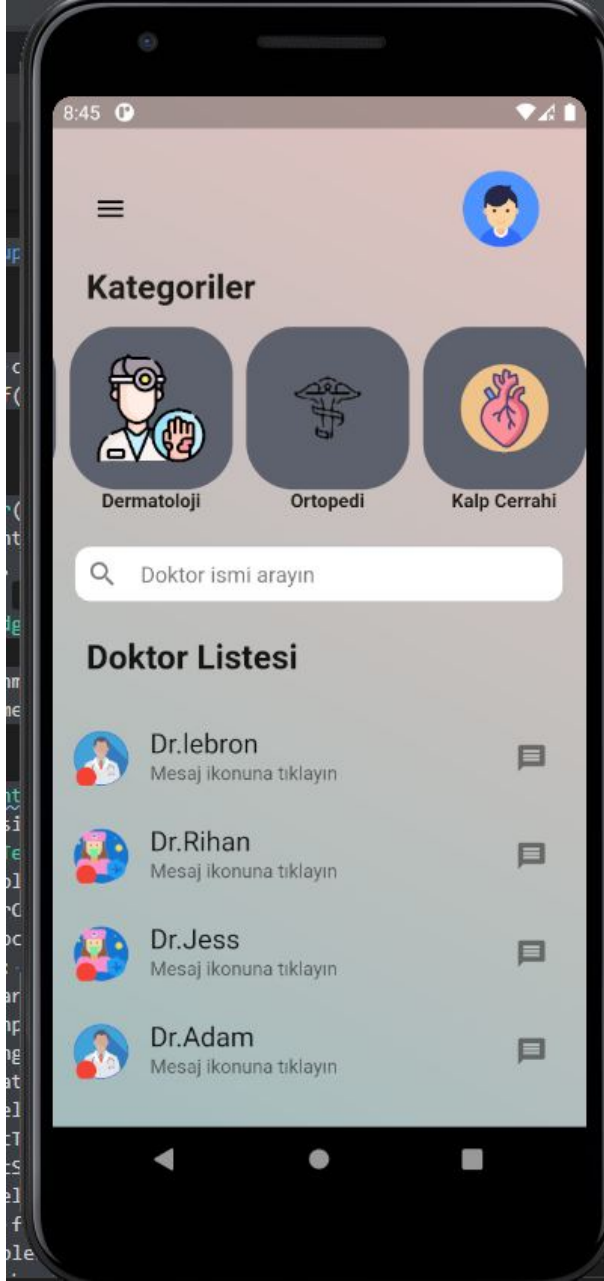 8:45
Kategoriler
Dermatoloji
Ortopedi
Kalp Cerrahi
Doktor ismi arayın
Doktor Listesi
Dr.lebron
Mesaj ikonuna tıklayın
Dr.Rihan
Mesaj ikonuna tıklayın
Dr.Jess
Mesaj ikonuna tıklayın
Dr.Adam
Mesaj ikonuna tıklayın